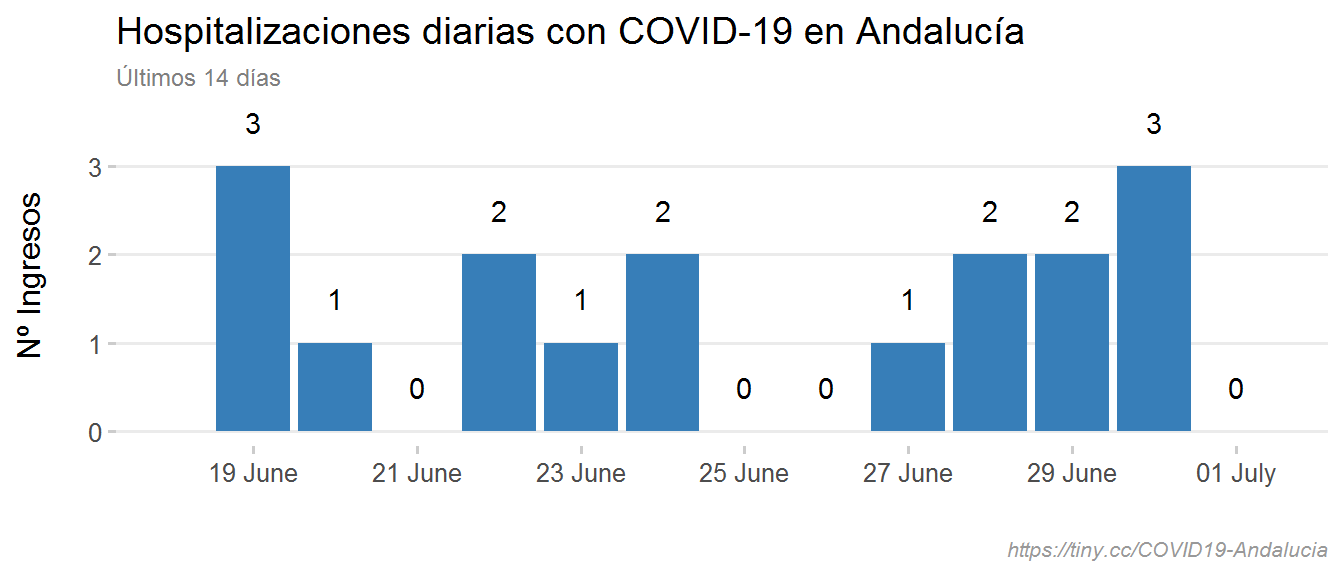 Hospitalizaciones diarias con COVID-19 en Andalucía
Últimos 14 días
Nº Ingresos
3
2
1
0
3
1
0
2
1
2
0
0
1
2
2
3
0
19 June
21 June
23 June
25 June
27 June
29 June
01 July
https://tiny.cc/COVID19-Andalucia